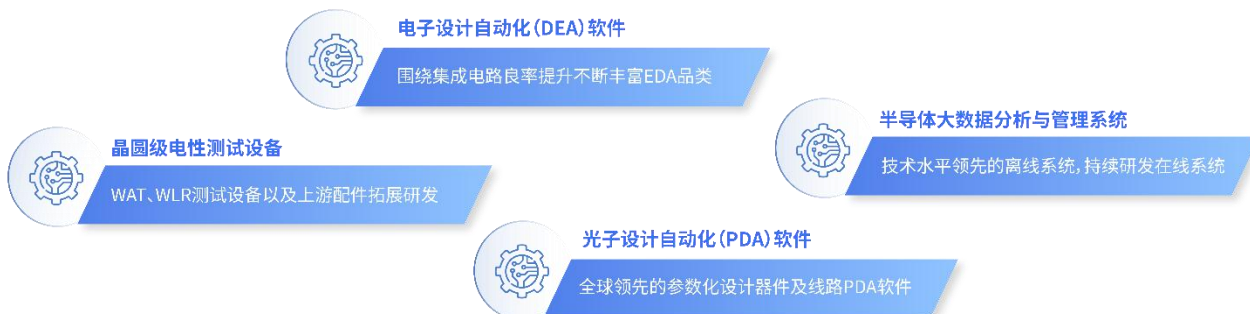 电子设计自动化(DEA)软件
围绕集成电路良率提升不断丰富EDA品类
半导体大数据分析与管理系统
技术水平领先的离线系统,持续研发在线系统
晶圆级电性测试设备
WAT、WLR测试设备以及上游配件拓展研发
光子设计自动化(PDA)软件
全球领先的参数化设计器件及线路PDA软件